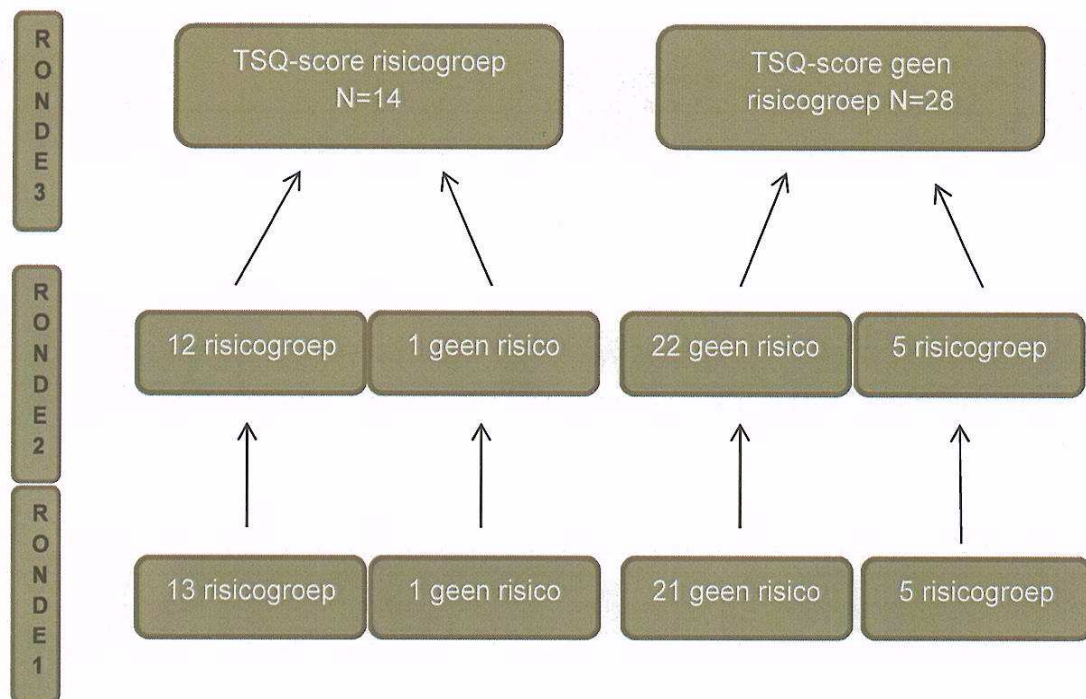 RONDE3
TSQ-score risicogroep
N=14
TSQ-score geen
risicogroep N=28
RONDE2
12 risicogroep
1 geen risico
22 geen risico
5 risicogroep
RONDE1
13 risicogroep
1 geen risico
21 geen risico
5 risicogroep